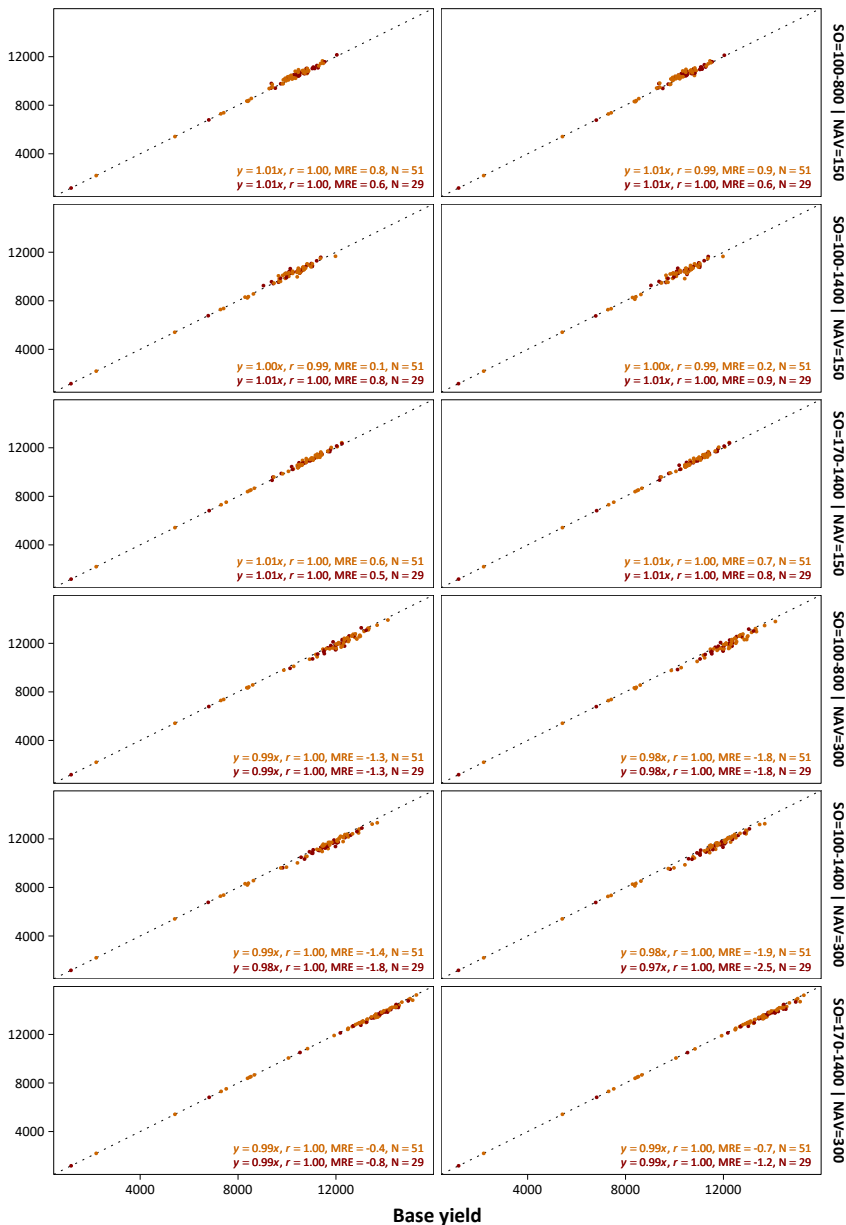 12000
8000
4000
y = 1.01x, r = 1.00, MRE = 0.8, N = 51
y = 1.01x, r = 1.00, MRE = 0.6, N = 29
y = 1.01x, r = 0.99, MRE = 0.9, N = 51
y = 1.01x, r = 1.00, MRE = 0.6, N = 29
SO=100-800 | NAV=150
12000
8000
4000
y = 1.00x, r = 0.99, MRE = 0.1, N = 51
y = 1.01x, r = 1.00, MRE = 0.8, N = 29
y = 1.00x, r = 0.99, MRE = 0.2, N = 51
y = 1.01x, r = 1.00, MRE = 0.9, N = 29
SO=100-1400 | NAV=150
12000
8000
4000
y = 1.01x, r = 1.00, MRE = 0.6, N = 51
y = 1.01x, r = 1.00, MRE = 0.5, N = 29
y = 1.01x, r = 1.00, MRE = 0.7, N = 51
y = 1.01x, r = 1.00, MRE = 0.8, N = 29
SO=170-1400 | NAV=150
12000
8000
4000
y = 0.99x, r = 1.00, MRE = -1.3, N = 51
y = 0.99x, r = 1.00, MRE = -1.3, N = 29
y = 0.98x, r = 1.00, MRE = -1.8, N = 51
y = 0.98x, r = 1.00, MRE = -1.8, N = 29
SO=100-800 | NAV=300
12000
8000
4000
y = 0.99x, r = 1.00, MRE = -1.4, N = 51
y = 0.98x, r = 1.00, MRE = -1.8, N = 29
y = 0.98x, r = 1.00, MRE = -1.9, N = 51
y = 0.97x, r = 1.00, MRE = -2.5, N = 29
SO=100-1400 | NAV=300
12000
8000
4000
y = 0.99x, r = 1.00, MRE = -0.4, N = 51
y = 0.99x, r = 1.00, MRE = -0.8, N = 29
y = 0.99x, r = 1.00, MRE = -0.7, N = 51
y = 0.99x, r = 1.00, MRE = -1.2, N = 29
SO=170-1400 | NAV=300
4000 8000 12000 4000 8000 12000
Base yield